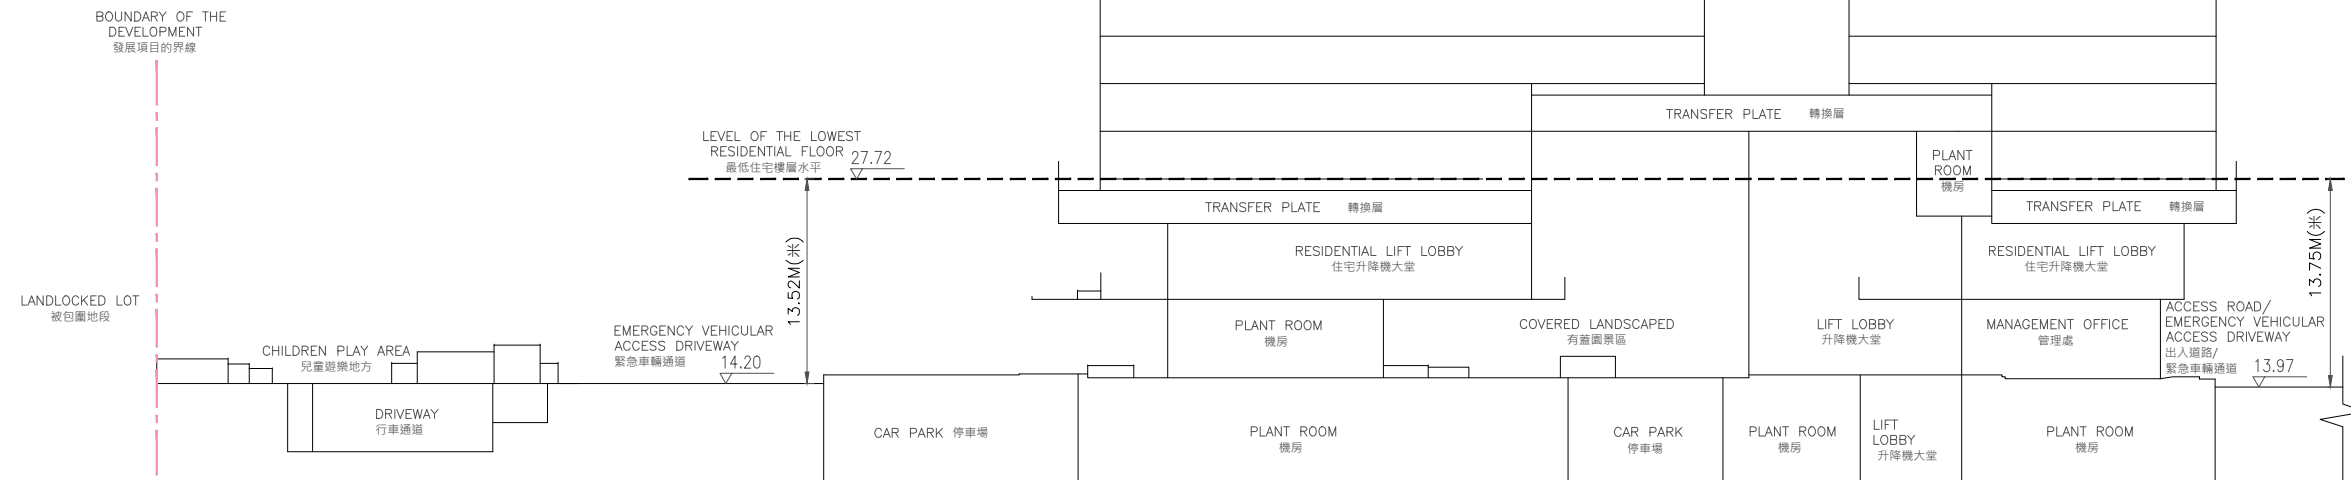 BOUNDARY OF THE
DEVELOPMENT
發展項目的界線
LANDLOCKED LOT
被包圍地段
CHILDREN PLAY AREA
兒童遊樂地方
DRIVEWAY
行車通道
EMERGENCY VEHICULAR
ACCESS DRIVEWAY
緊急車輛通道
14.20
LEVEL OF THE LOWEST
RESIDENTIAL FLOOR
最低住宅樓層水平
27.72
13.52M(米)
TRANSFER PLATE 轉換層
PLANT
ROOM
機房
TRANSFER PLATE 轉換層
TRANSFER PLATE 轉換層
RESIDENTIAL LIFT LOBBY
住宅升降機大堂
RESIDENTIAL LIFT LOBBY
住宅升降機大堂
13.75M(米)
PLANT ROOM
機房
COVERED LANDSCAPED
有蓋園景區
LIFT LOBBY
升降機大堂
MANAGEMENT OFFICE
管理處
ACCESS ROAD/
EMERGENCY VEHICULAR
ACCESS DRIVEWAY
出入道路/
緊急車輛通道
13.97
CAR PARK 停車場
PLANT ROOM
機房
CAR PARK
停車場
PLANT ROOM
機房
LIFT
LOBBY
升降機大堂
PLANT ROOM
機房